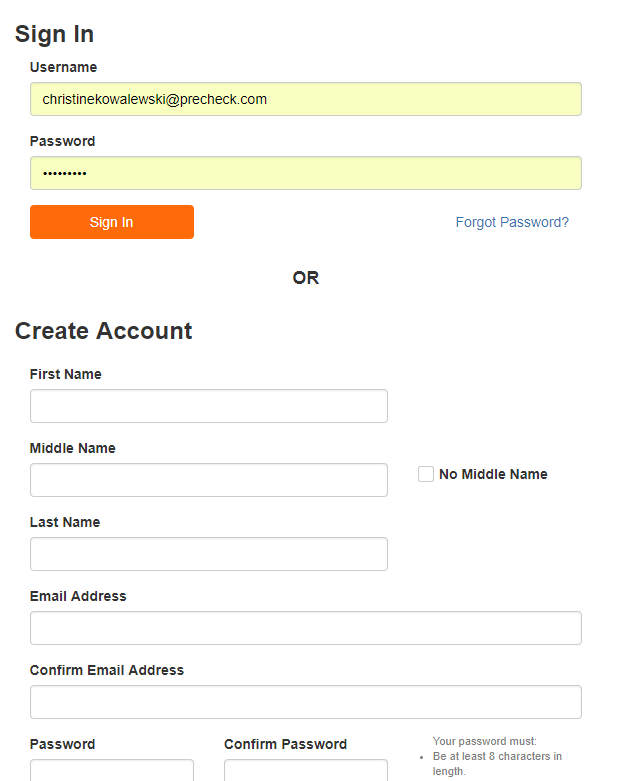 Sign In
Username
christinekowalewski@precheck.com
Password
•••••••••
Sign In
Forgot Password?
OR
Create Account
First Name
Middle Name
No Middle Name
Last Name
Email Address
Confirm Email Address
Password
Confirm Password
Your password must:
• Be at least 8 characters in
length.